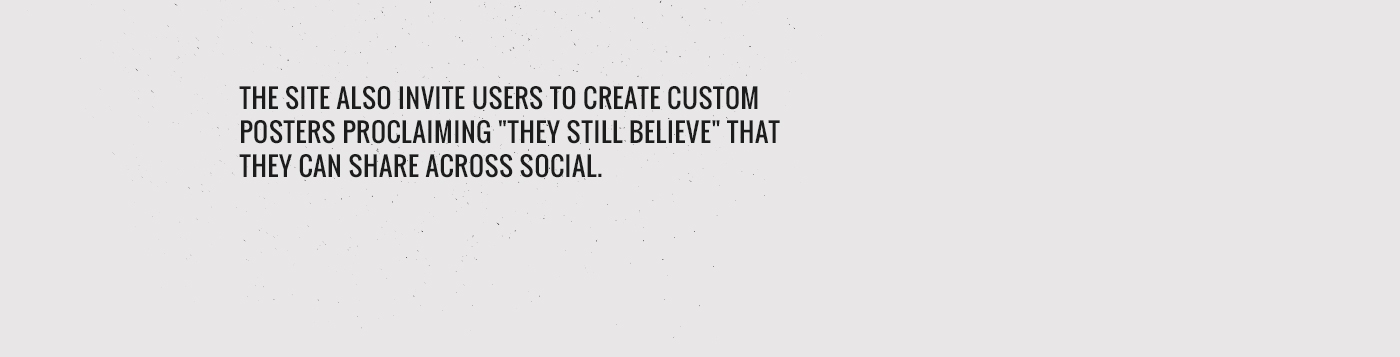 THE SITE ALSO INVITE USERS TO CREATE CUSTOM
POSTERS PROCLAIMING "THEY STILL BELIEVE" THAT
THEY CAN SHARE ACROSS SOCIAL.